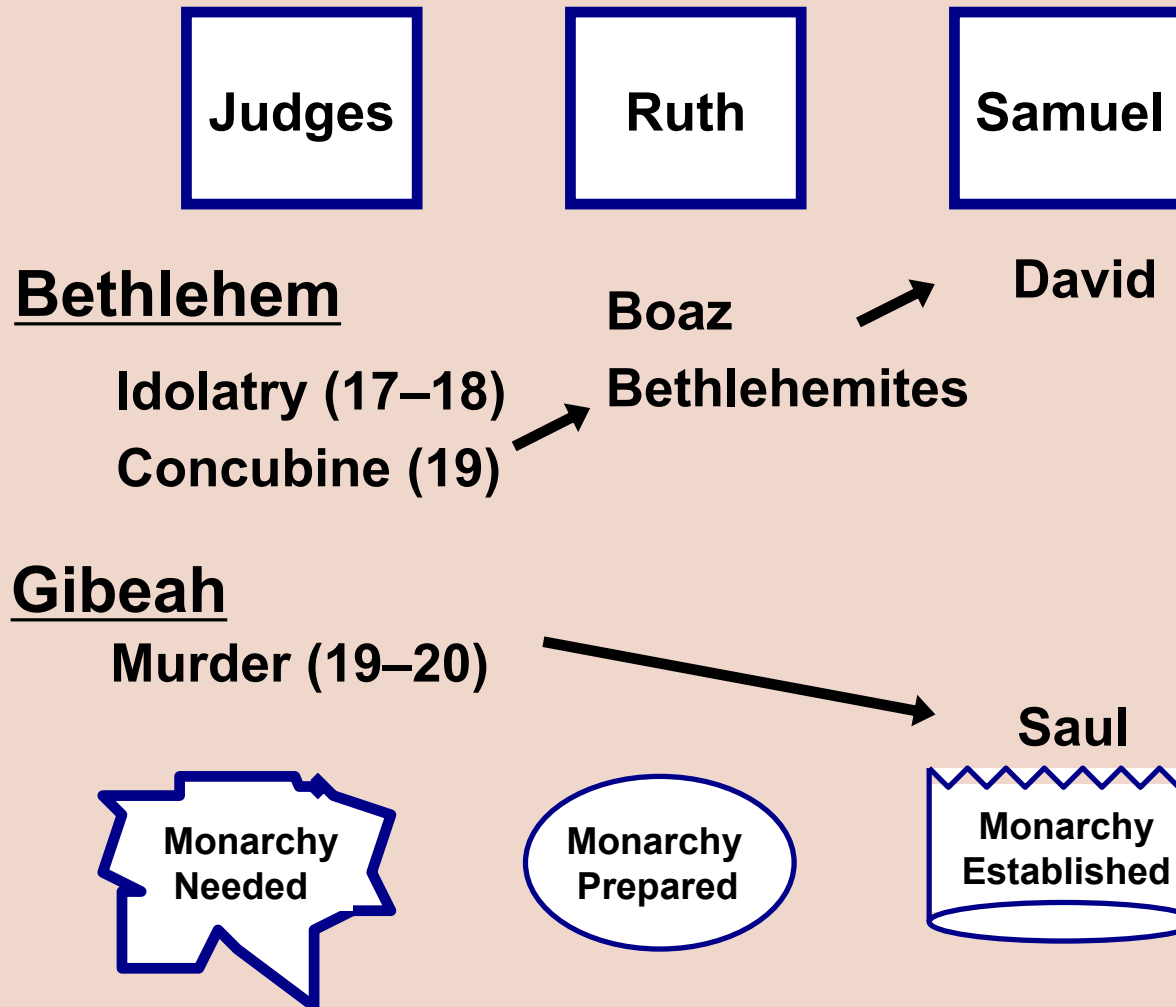 Judges
Ruth
Samuel
Bethlehem
Boaz
David
Idolatry (17–18)
Bethlehemites
Concubine (19)
Gibeah
Murder (19–20)
Saul
Monarchy
Needed
Monarchy
Prepared
Monarchy
Established